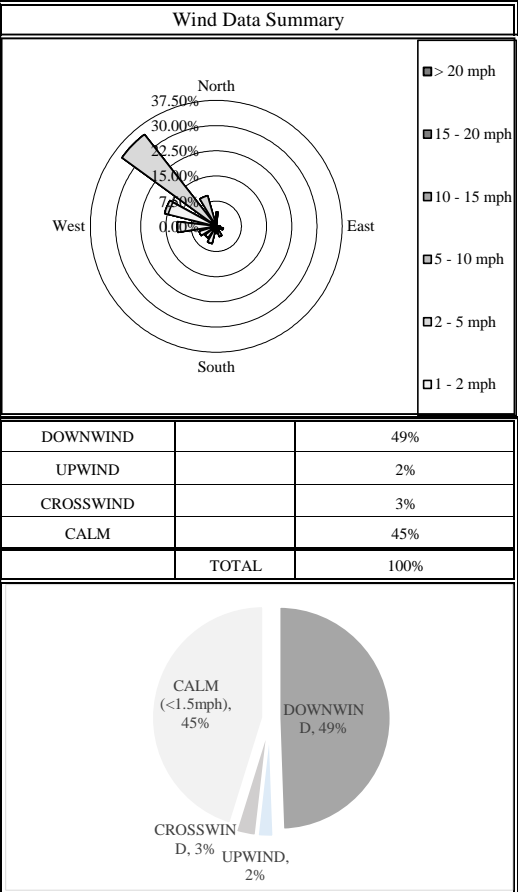 Wind Data Summary
North
37.50%
30.00%
22.50%
15.00%
7.50%
0.00%
West
East
South
> 20 mph
15 - 20 mph
10 - 15 mph
5 - 10 mph
2 - 5 mph
1 - 2 mph
DOWNWIND 49%
UPWIND 2%
CROSSWIND 3%
CALM 45%
TOTAL 100%
CALM
(<1.5mph),
45%
DOWNWIN
D, 49%
CROSSWIN
D, 3%
UPWIND,
2%